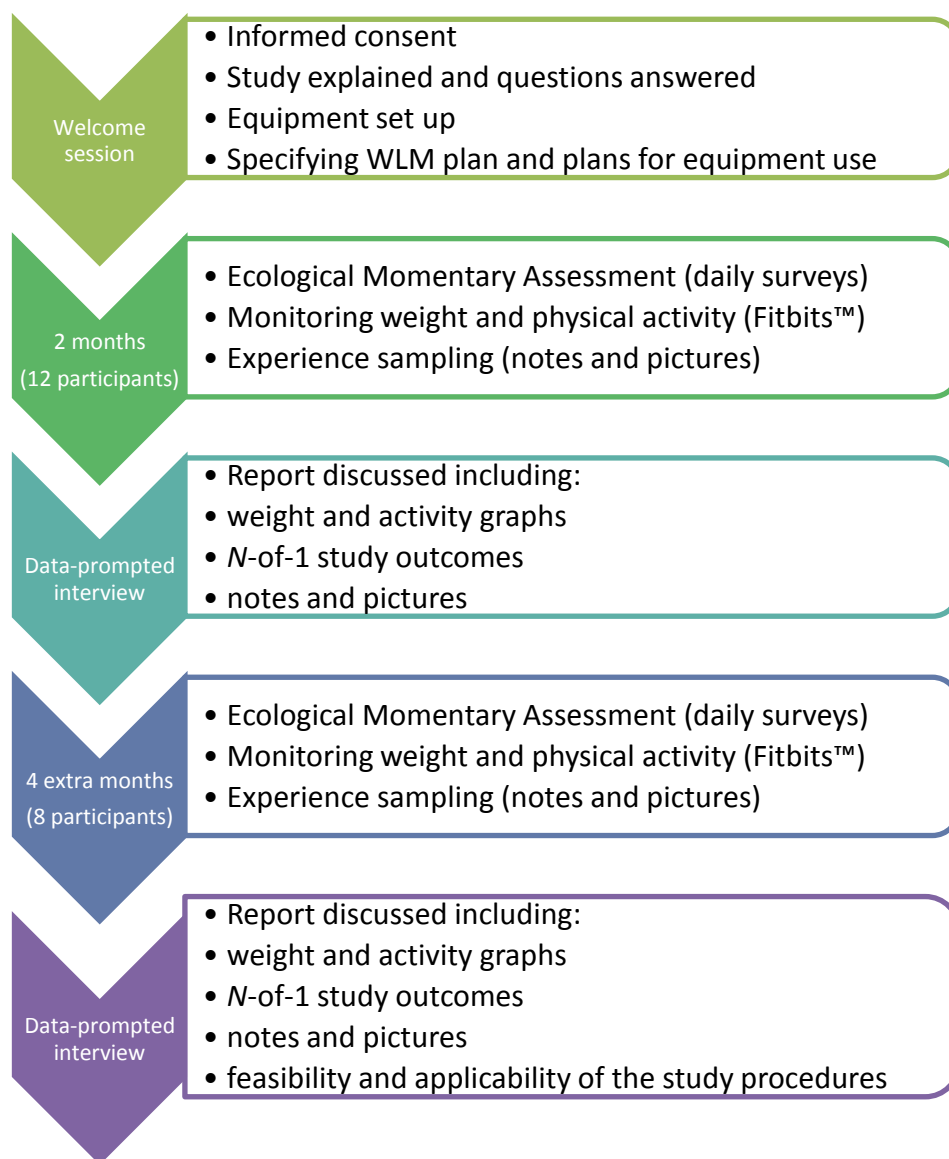 Welcome
session
• Informed consent
• Study explained and questions answered
• Equipment set up
• Specifying WLM plan and plans for equipment use
2 months
(12 participants)
• Ecological Momentary Assessment (daily surveys)
• Monitoring weight and physical activity (Fitbits™)
• Experience sampling (notes and pictures)
Data-prompted
interview
• Report discussed including:
• weight and activity graphs
• N-of-1 study outcomes
• notes and pictures
4 extra months
(8 participants)
• Ecological Momentary Assessment (daily surveys)
• Monitoring weight and physical activity (Fitbits™)
• Experience sampling (notes and pictures)
Data-prompted
interview
• Report discussed including:
• weight and activity graphs
• N-of-1 study outcomes
• notes and pictures
• feasibility and applicability of the study procedures